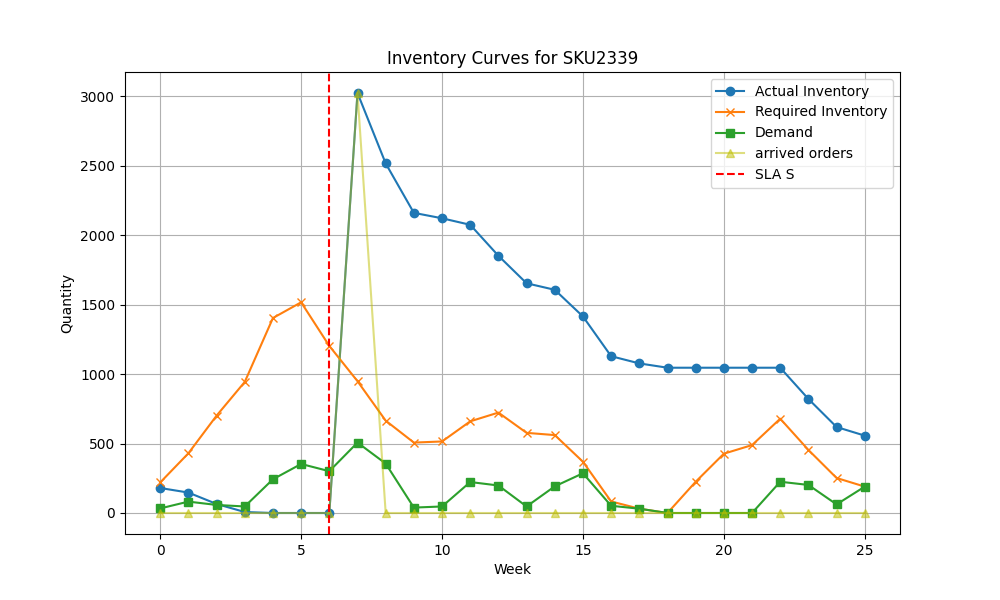 Inventory Curves for SKU2339
Actual Inventory
Required Inventory
Demand
arrived orders
SLA S
Quantity
3000
2500
2000
1500
1000
500
0
0 5 10 15 20 25
Week